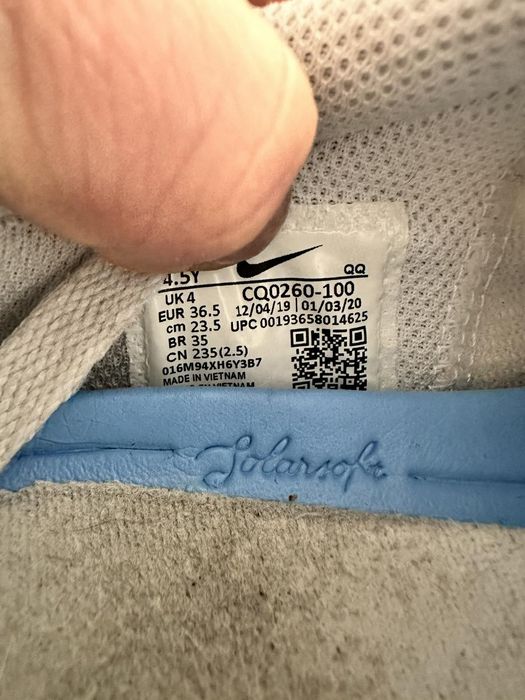 4.5Y QQ
UK 4 CQ0260-100
EUR 36.5 12/04/19 | 01/03/20
cm 23.5 UPC 00193658014625
BR 35
CN 235(2.5)
016M94XH6Y3B7
MADE IN VIETNAM
VIETNAM
Solarsoft